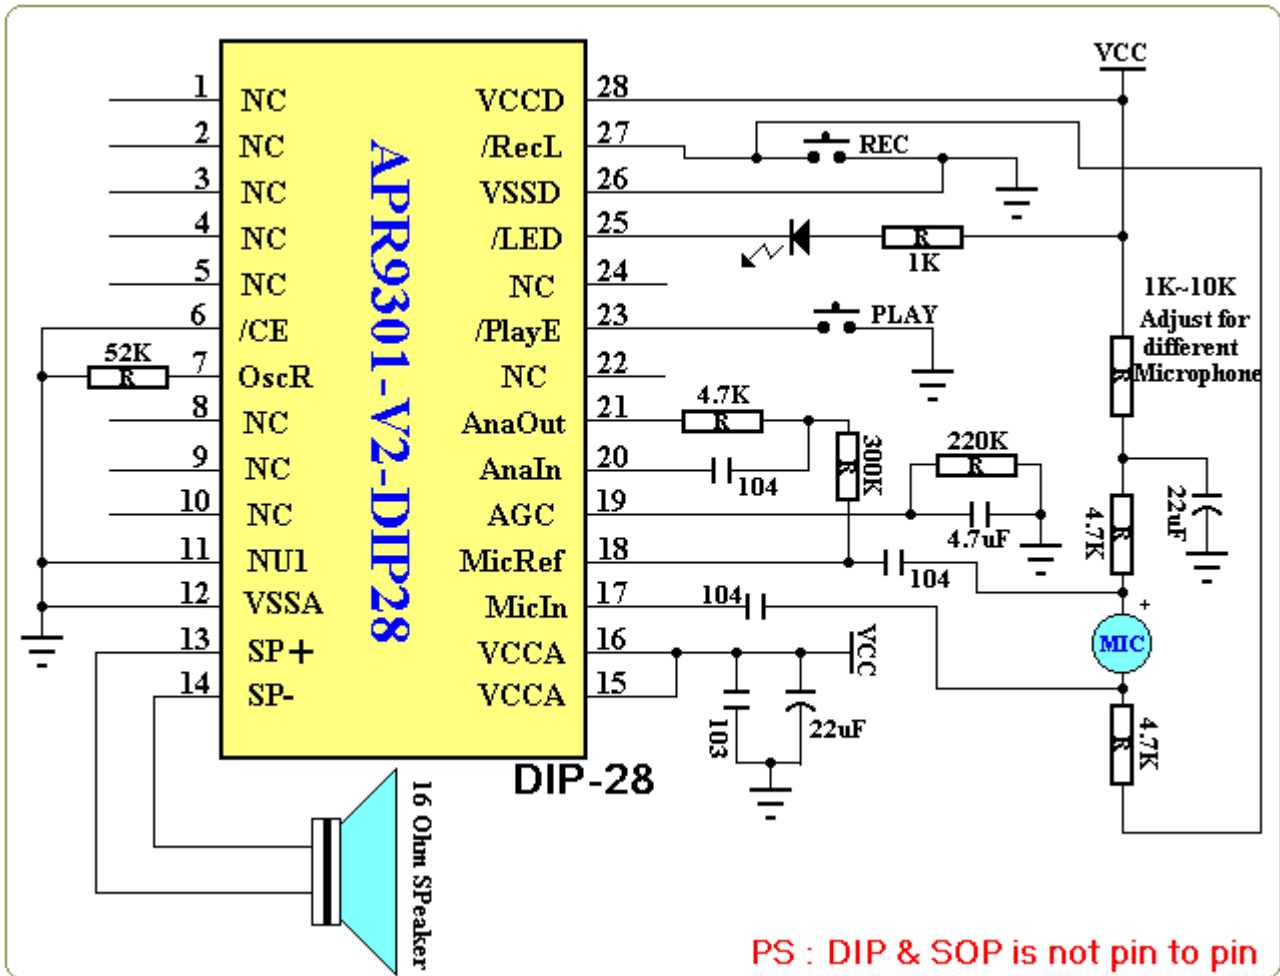 VCC
1 NC VCCD 28
2 NC /RecL 27
REC
3 NC VSSD 26
4 NC /LED 25
R
1K
5 NC NC 24
1K~10K
Adjust for
different
Microphone
R
6 /CE /PlayE 23
PLAY
52K
R
7 OscR NC 22
8 NC AnaOut 21
4.7K
R
300K
R
9 NC AnaIn 20
104
220K
R
10 NC AGC 19
4.7uF
4.7K
R
22uF
11 NU1 MicRef 18
104
12 VSSA MicIn 17
104
+
MIC
13 SP+ VCCA 16
VCC
14 SP- VCCA 15
103
22uF
4.7K
R
APR9301-V2-DIP28
DIP-28
16 Ohm SPeaker
PS : DIP & SOP is not pin to pin